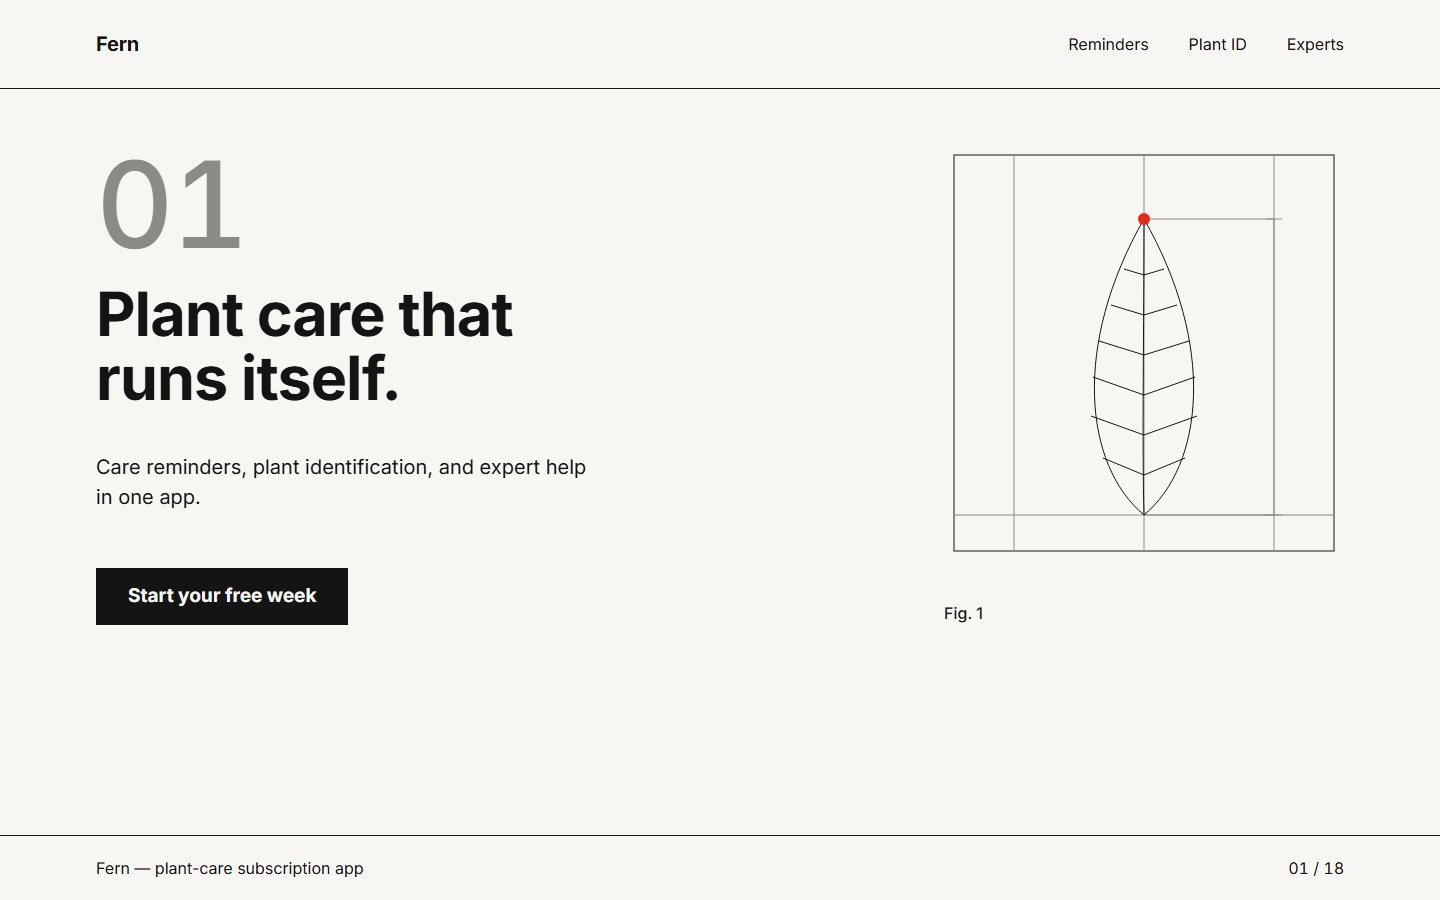 Fern
Reminders
Plant ID
Experts
01
Plant care that
runs itself.
Care reminders, plant identification, and expert help
in one app.
Start your free week
Fig. 1
Fern — plant-care subscription app
01 / 18